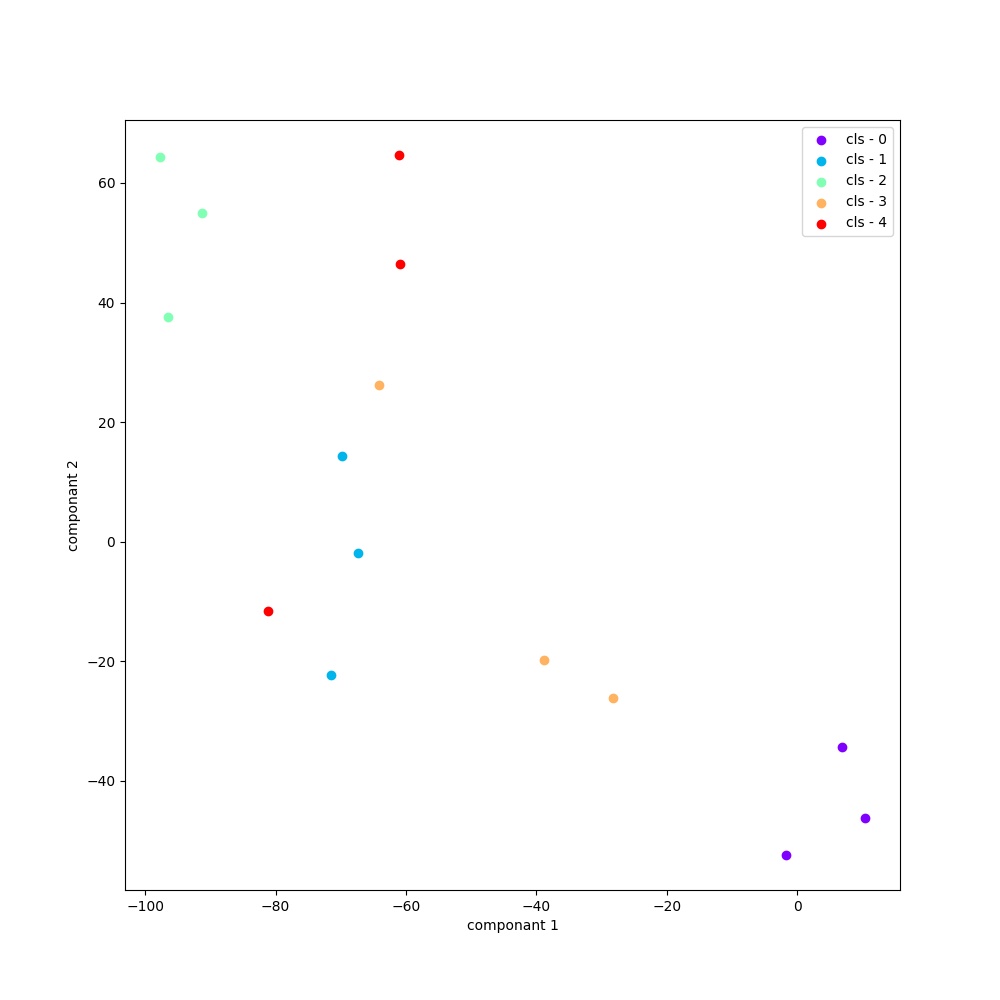 cls - 0
cls - 1
cls - 2
cls - 3
cls - 4
60
40
20
0
−20
−40
componant 2
−100
−80
−60
−40
−20
0
componant 1